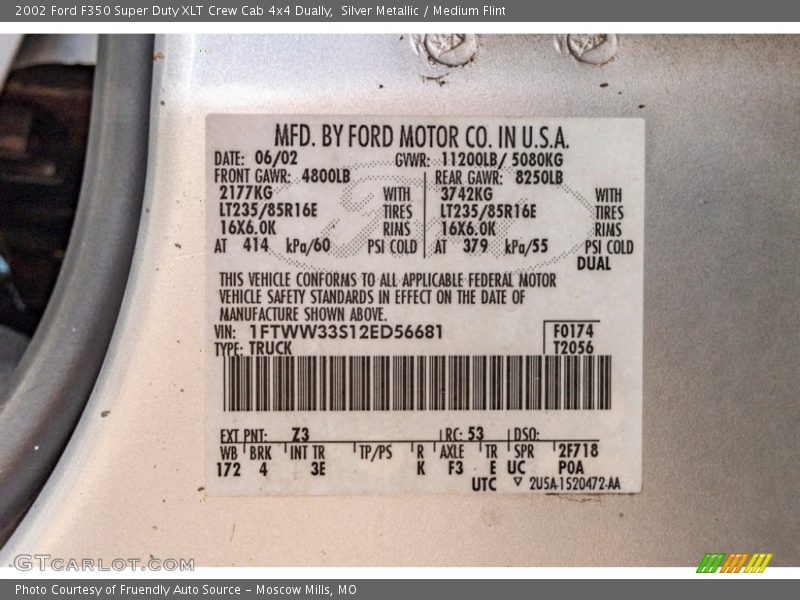 2002 Ford F350 Super Duty XLT Crew Cab 4x4 Dually,  Silver Metallic / Medium Flint
MFD. BY FORD MOTOR CO. IN U.S.A.
DATE: 06/02 GVWR: 11200LB/ 5080KG
FRONT GAWR: 4800LB REAR GAWR: 8250LB
2177KG WITH 3742KG WITH
LT235/85R16E TIRES LT235/85R16E TIRES
16X6.0K RIMS 16X6.0K RIMS
AT 414 kPa/60 PSI COLD AT 379 kPa/55 PSI COLD
DUAL
THIS VEHICLE CONFORMS TO ALL APPLICABLE FEDERAL MOTOR
VEHICLE SAFETY STANDARDS IN EFFECT ON THE DATE OF
MANUFACTURE SHOWN ABOVE.
VIN: 1FTWW33S12ED56681 F0174
TYPE: TRUCK T2056
EXT PNT: Z3 RC: 53 DSO:
WB BRK INT TR TP/PS R AXLE TR SPR 2F718
172 4 3E K F3 E UC POA
UTC ▽ 2U5A-1520472-AA
GTCARLOT.COM
Photo Courtesy of Fruendly Auto Source - Moscow Mills, MO